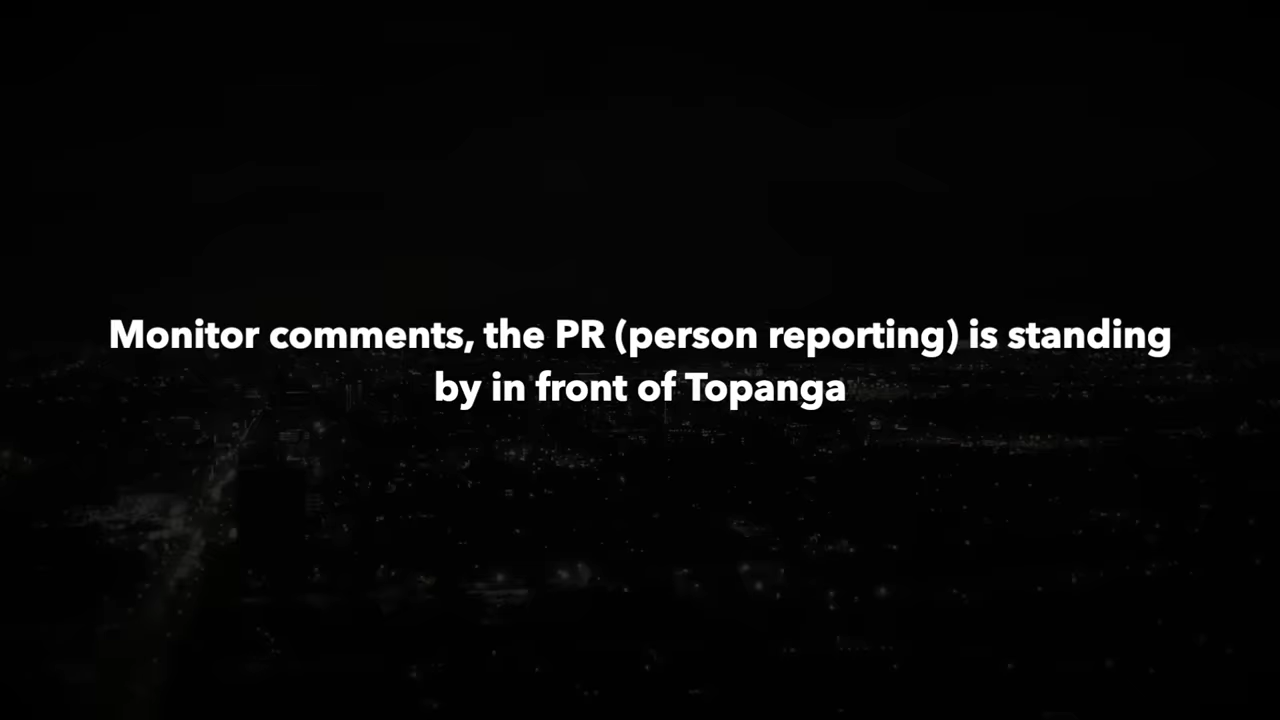 Monitor comments, the PR (person reporting) is standing
by in front of Topanga